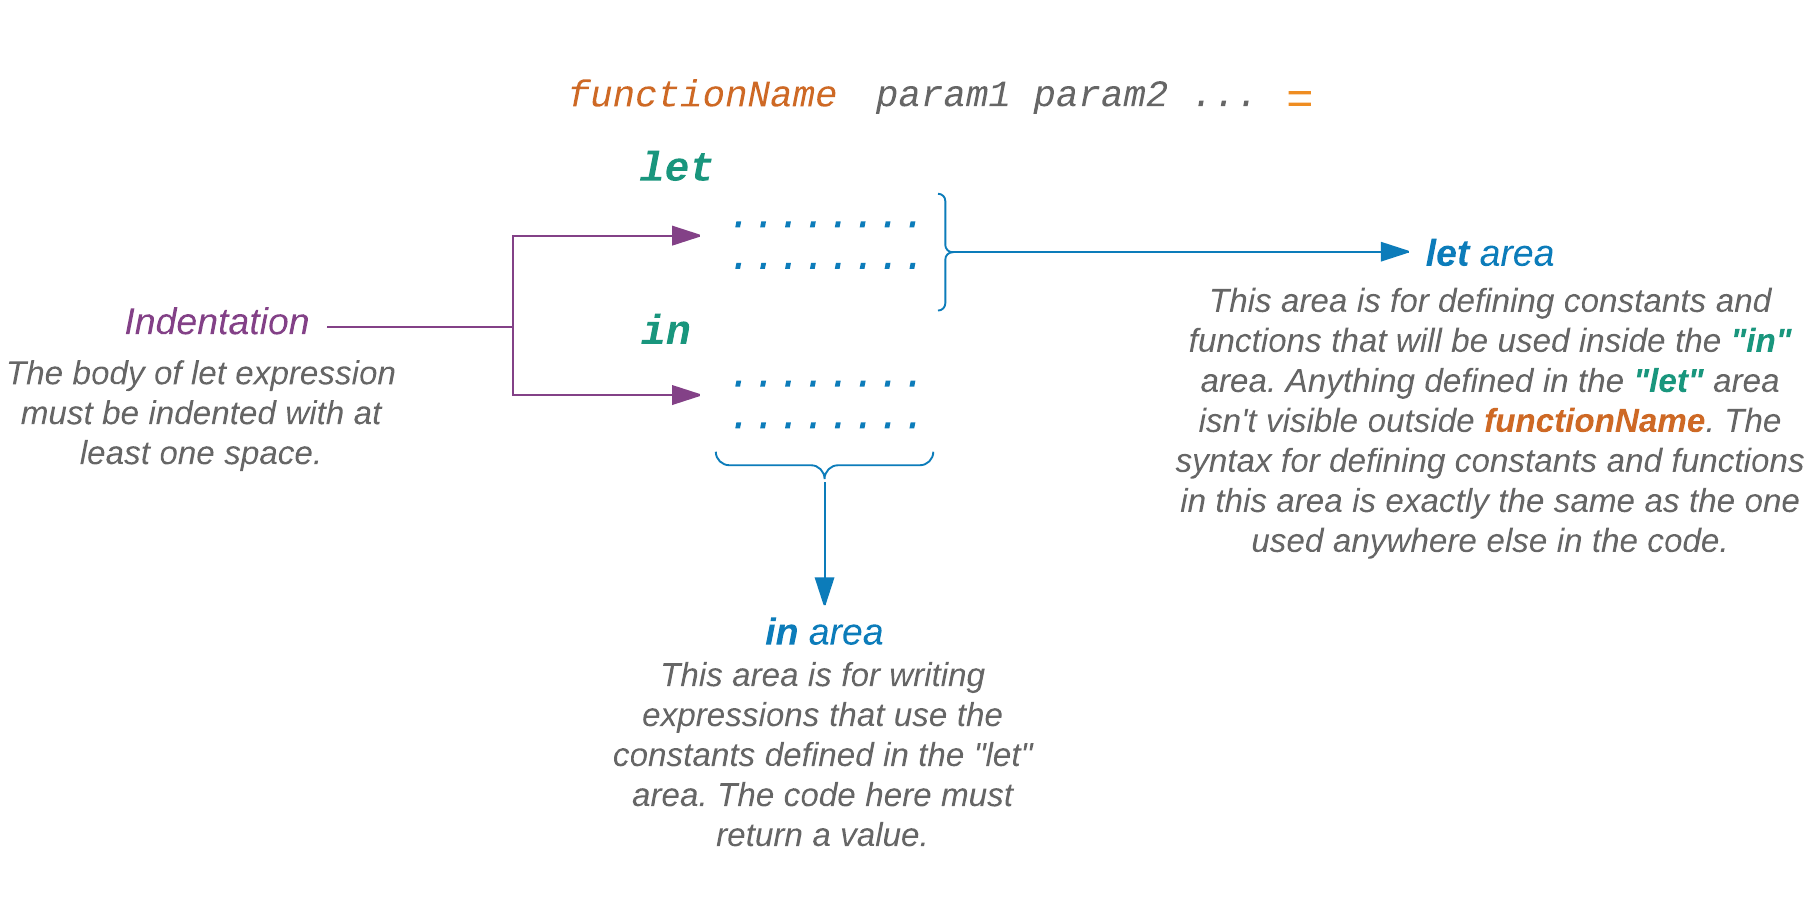 functionName param1 param2 ... =
let
........
........
in
........
........
Indentation
The body of let expression
must be indented with at
least one space.
let area
This area is for defining constants and
functions that will be used inside the "in"
area. Anything defined in the "let" area
isn't visible outside functionName. The
syntax for defining constants and functions
in this area is exactly the same as the one
used anywhere else in the code.
in area
This area is for writing
expressions that use the
constants defined in the "let"
area. The code here must
return a value.